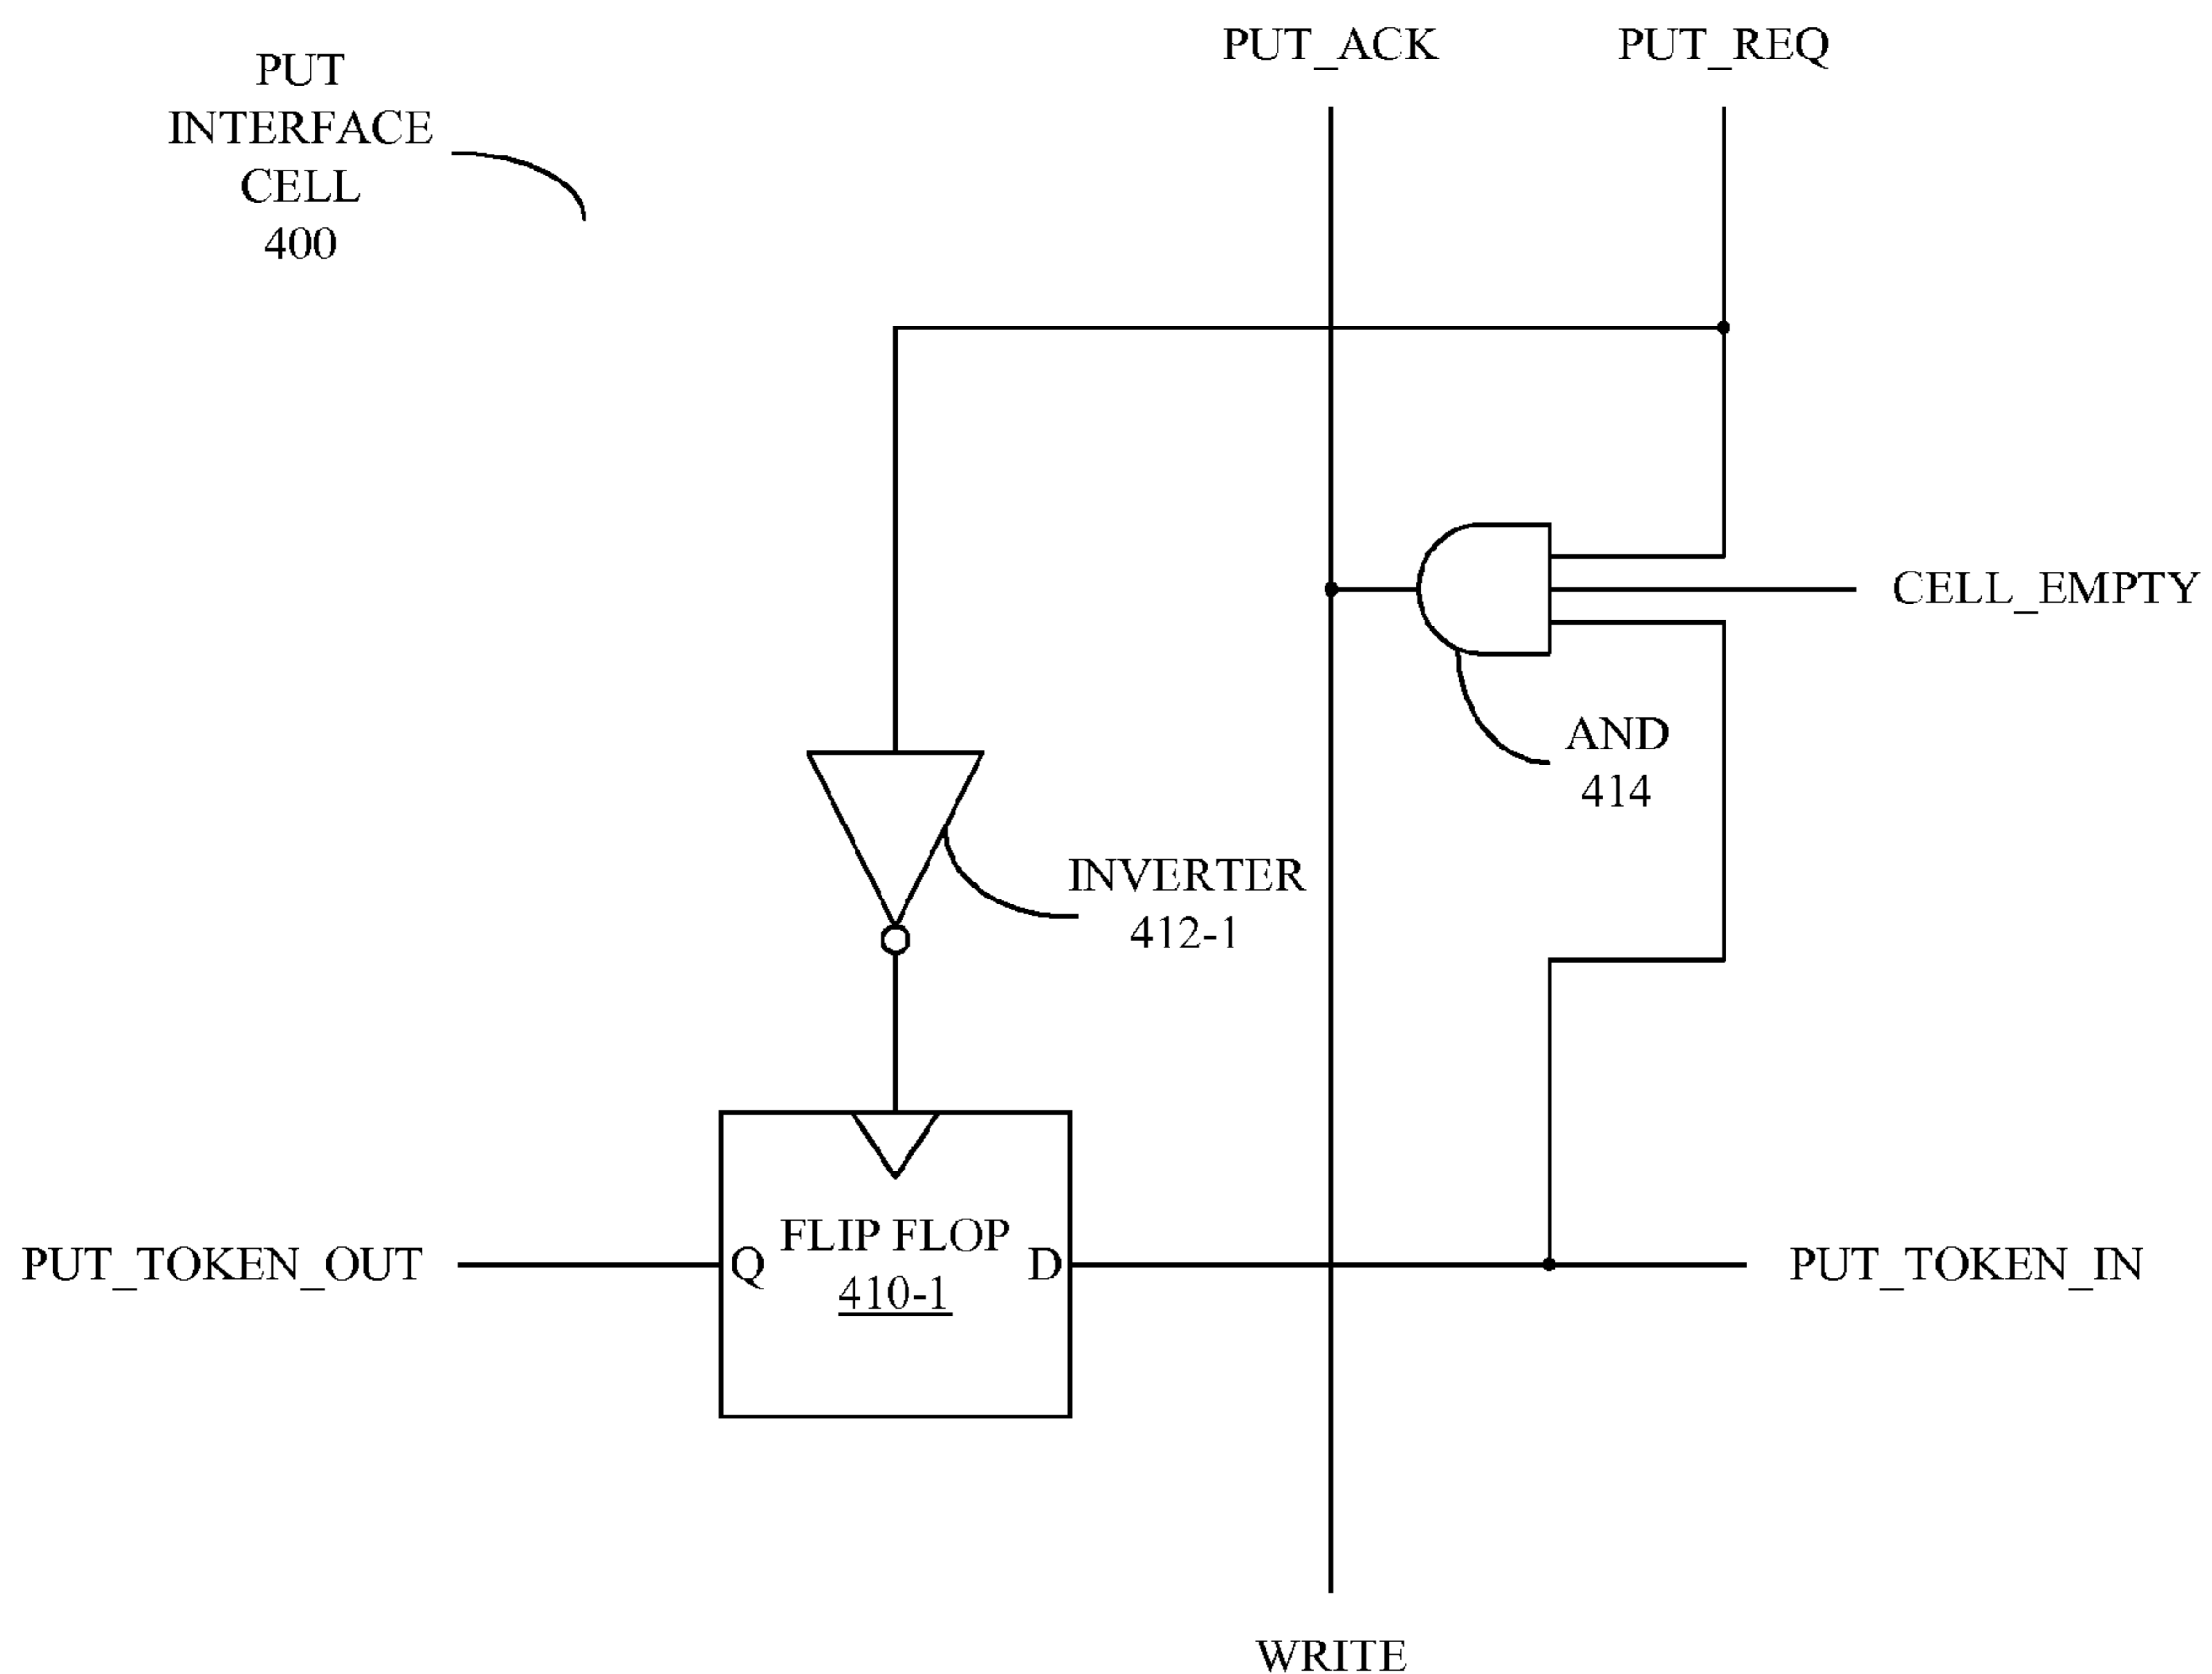 PUT_ACK
PUT_REQ
PUT
INTERFACE
CELL
400
CELL_EMPTY
AND
414
INVERTER
412-1
FLIP FLOP
410-1
Q
D
PUT_TOKEN_OUT
PUT_TOKEN_IN
WRITE